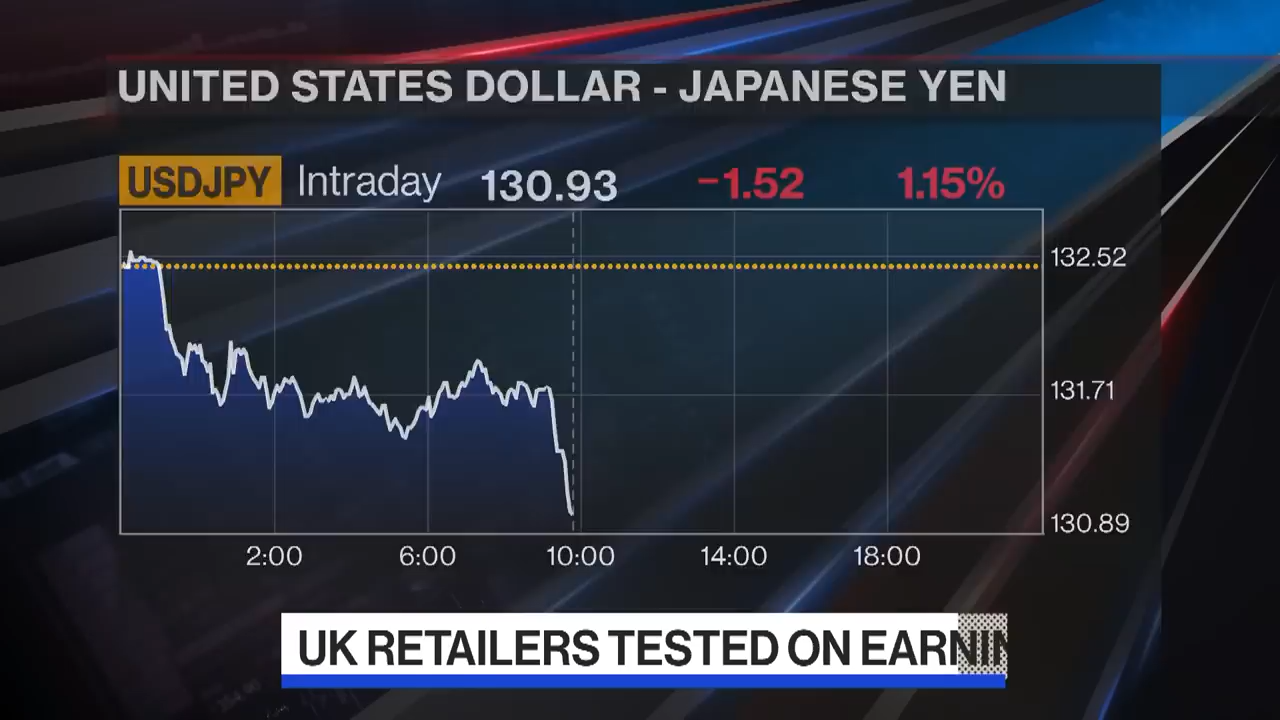 UNITED STATES DOLLAR - JAPANESE YEN
USDJPY Intraday 130.93 −1.52 1.15%
132.52
131.71
130.89
2:00 6:00 10:00 14:00 18:00
UK RETAILERS TESTED ON EARNIN